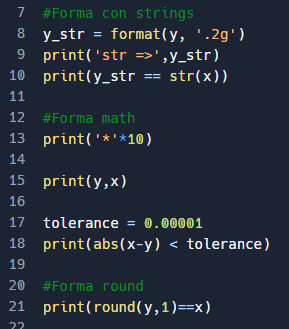 7 #Forma con strings
8 y_str = format(y, '.2g')
9 print('str =>',y_str)
10 print(y_str == str(x))
11
12 #Forma math
13 print('*'*10)
14
15 print(y,x)
16
17 tolerance = 0.00001
18 print(abs(x-y) < tolerance)
19
20 #Forma round
21 print(round(y,1)==x)
22